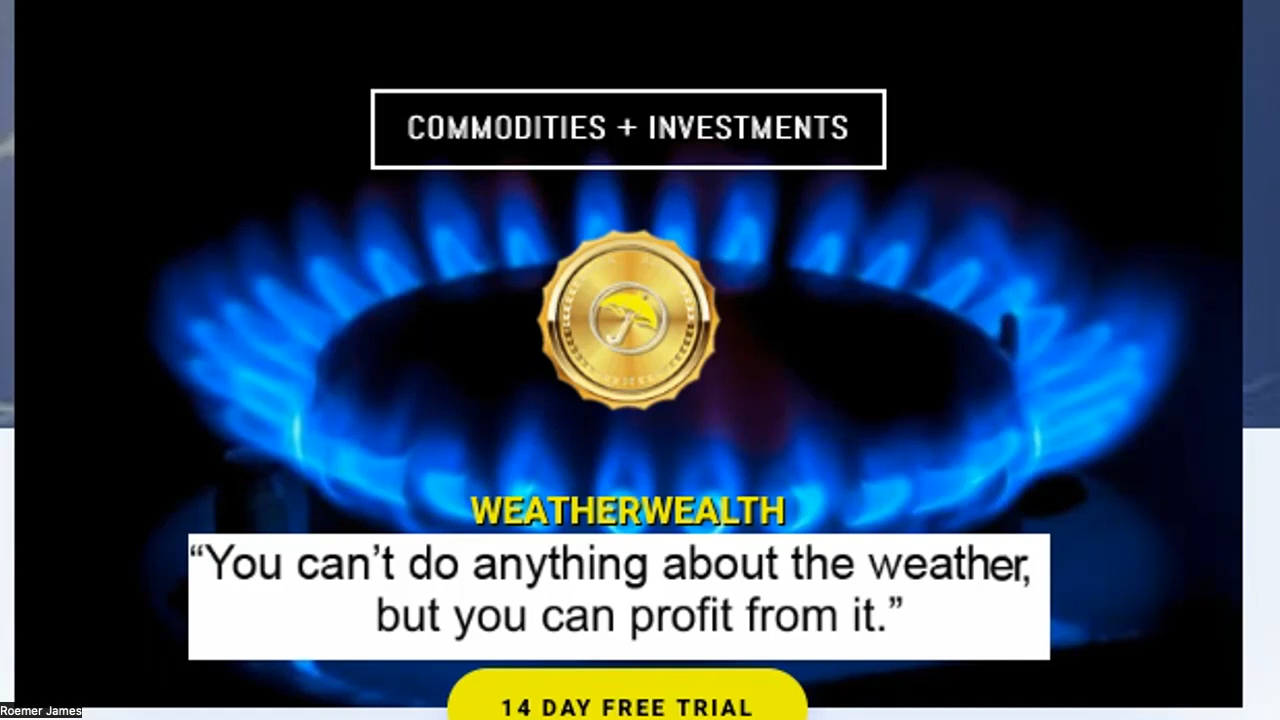 COMMODITIES + INVESTMENTS
WEATHERWEALTH
“You can’t do anything about the weather,
but you can profit from it.”
14 DAY FREE TRIAL
Roemer James